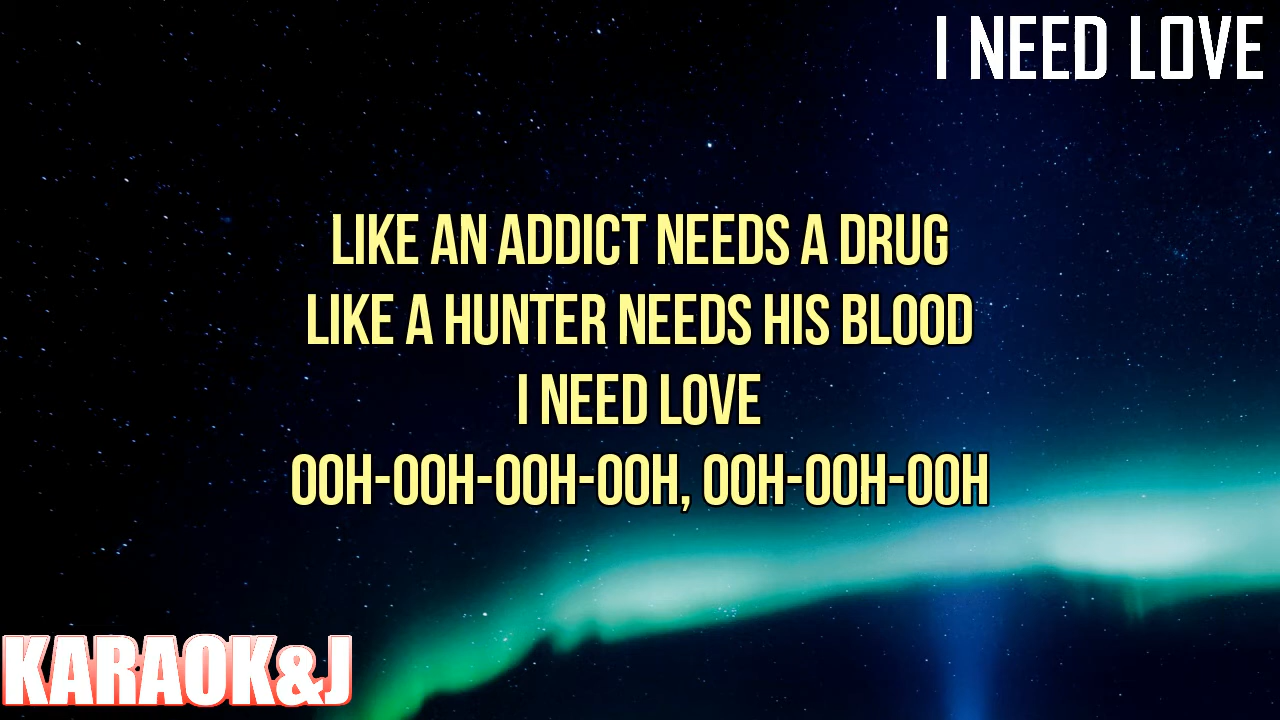 I NEED LOVE
LIKE AN ADDICT NEEDS A DRUG
LIKE A HUNTER NEEDS HIS BLOOD
I NEED LOVE
OOH-OOH-OOH-OOH, OOH-OOH-OOH
KARAOK&J